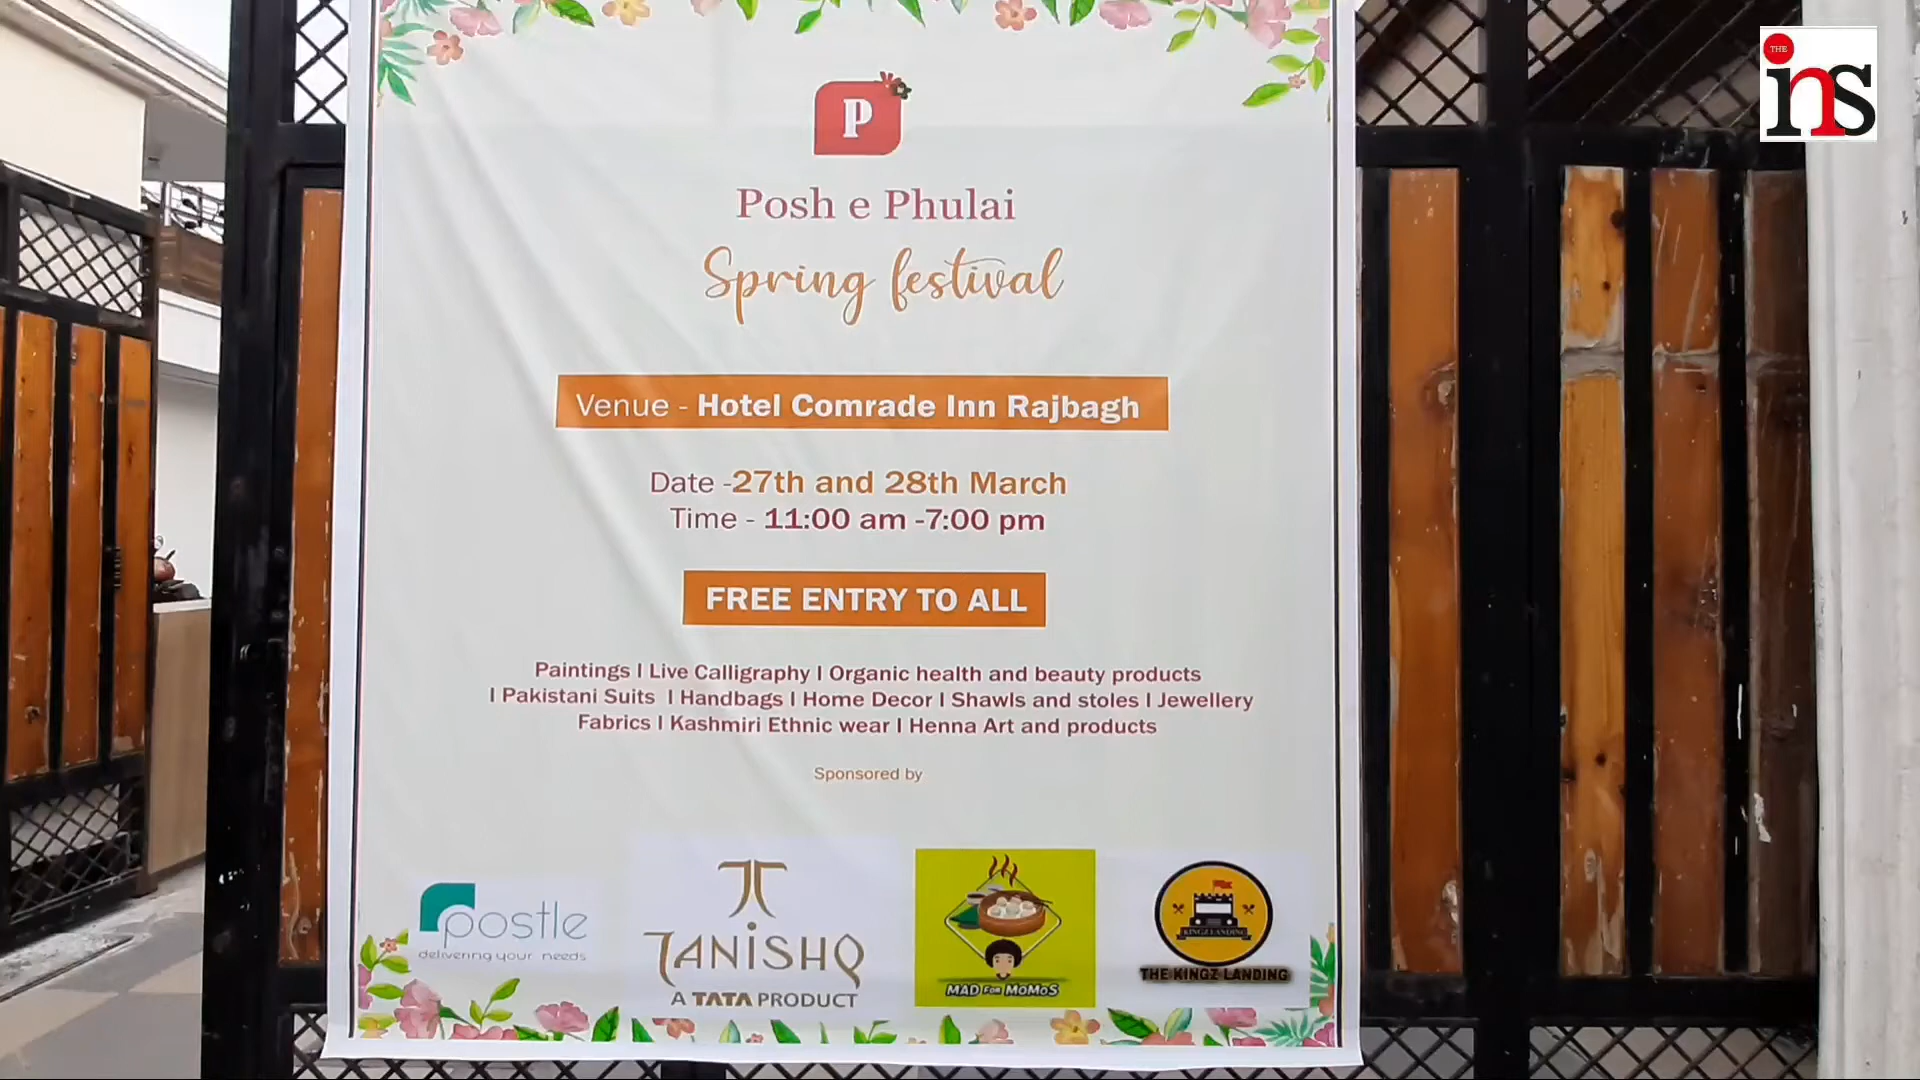 THE
ins
P
Posh e Phulai
Spring festival
Venue - Hotel Comrade Inn Rajbagh
Date -27th and 28th March
Time - 11:00 am -7:00 pm
FREE ENTRY TO ALL
Paintings I Live Calligraphy I Organic health and beauty products
I Pakistani Suits I Handbags I Home Decor I Shawls and stoles I Jewellery
Fabrics I Kashmiri Ethnic wear I Henna Art and products
Sponsored by
postle
delivering your needs
TANISHQ
A TATA PRODUCT
MAD FOR MOMOS
KINGZ LANDING
THE KINGZ LANDING